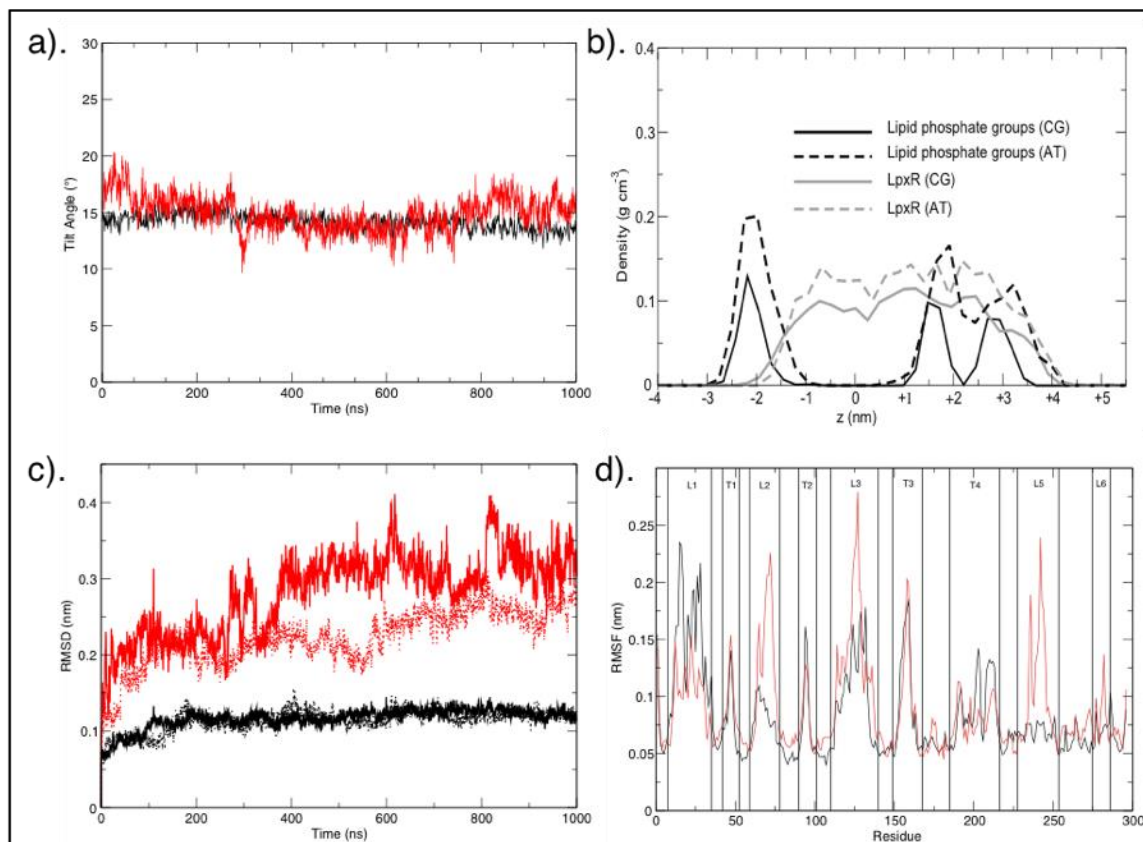 a).
30
25
20
15
10
5
0
Tilt Angle (°)
0 200 400 600 800 1000
Time (ns)
b).
0.4
0.3
0.2
0.1
0
Density (g cm⁻³)
Lipid phosphate groups (CG)
Lipid phosphate groups (AT)
LpxR (CG)
LpxR (AT)
-4 -3 -2 -1 0 +1 +2 +3 +4 +5
z (nm)
c).
0.4
0.3
0.2
0.1
0
RMSD (nm)
0 200 400 600 800 1000
Time (ns)
d).
L1 T1 L2 T2 L3 T3 T4 L5 L6
0.25
0.20
0.15
0.10
0.05
0
RMSF (nm)
0 50 100 150 200 250 300
Residue